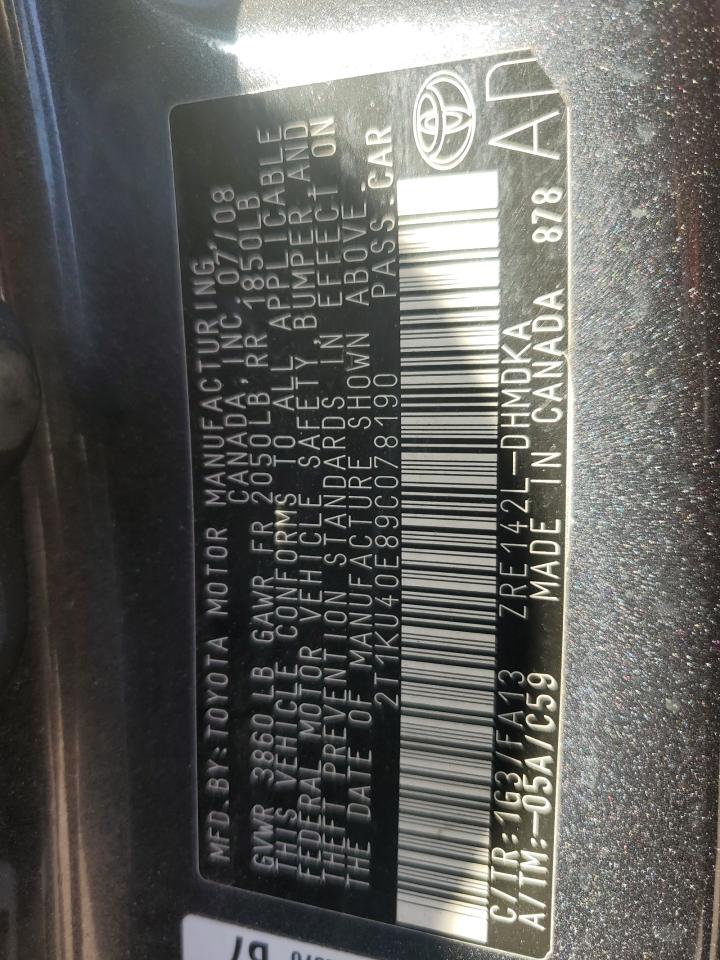 MFD.BY:TOYOTA MOTOR MANUFACTURING
CANADA, INC. 07/08
GVWR 3860LB GAWR FR 2050LB RR 1850LB
THIS VEHICLE CONFORMS TO ALL APPLICABLE
FEDERAL MOTOR VEHICLE SAFETY, BUMPER AND
THEFT PREVENTION STANDARDS IN EFFECT ON
THE DATE OF MANUFACTURE SHOWN ABOVE.
2T1KU40E89C078190 PASS.CAR
C/TR:1G3/FA13 ZRE142L-DHMDKA
A/TM:-05A/C59 MADE IN CANADA 878